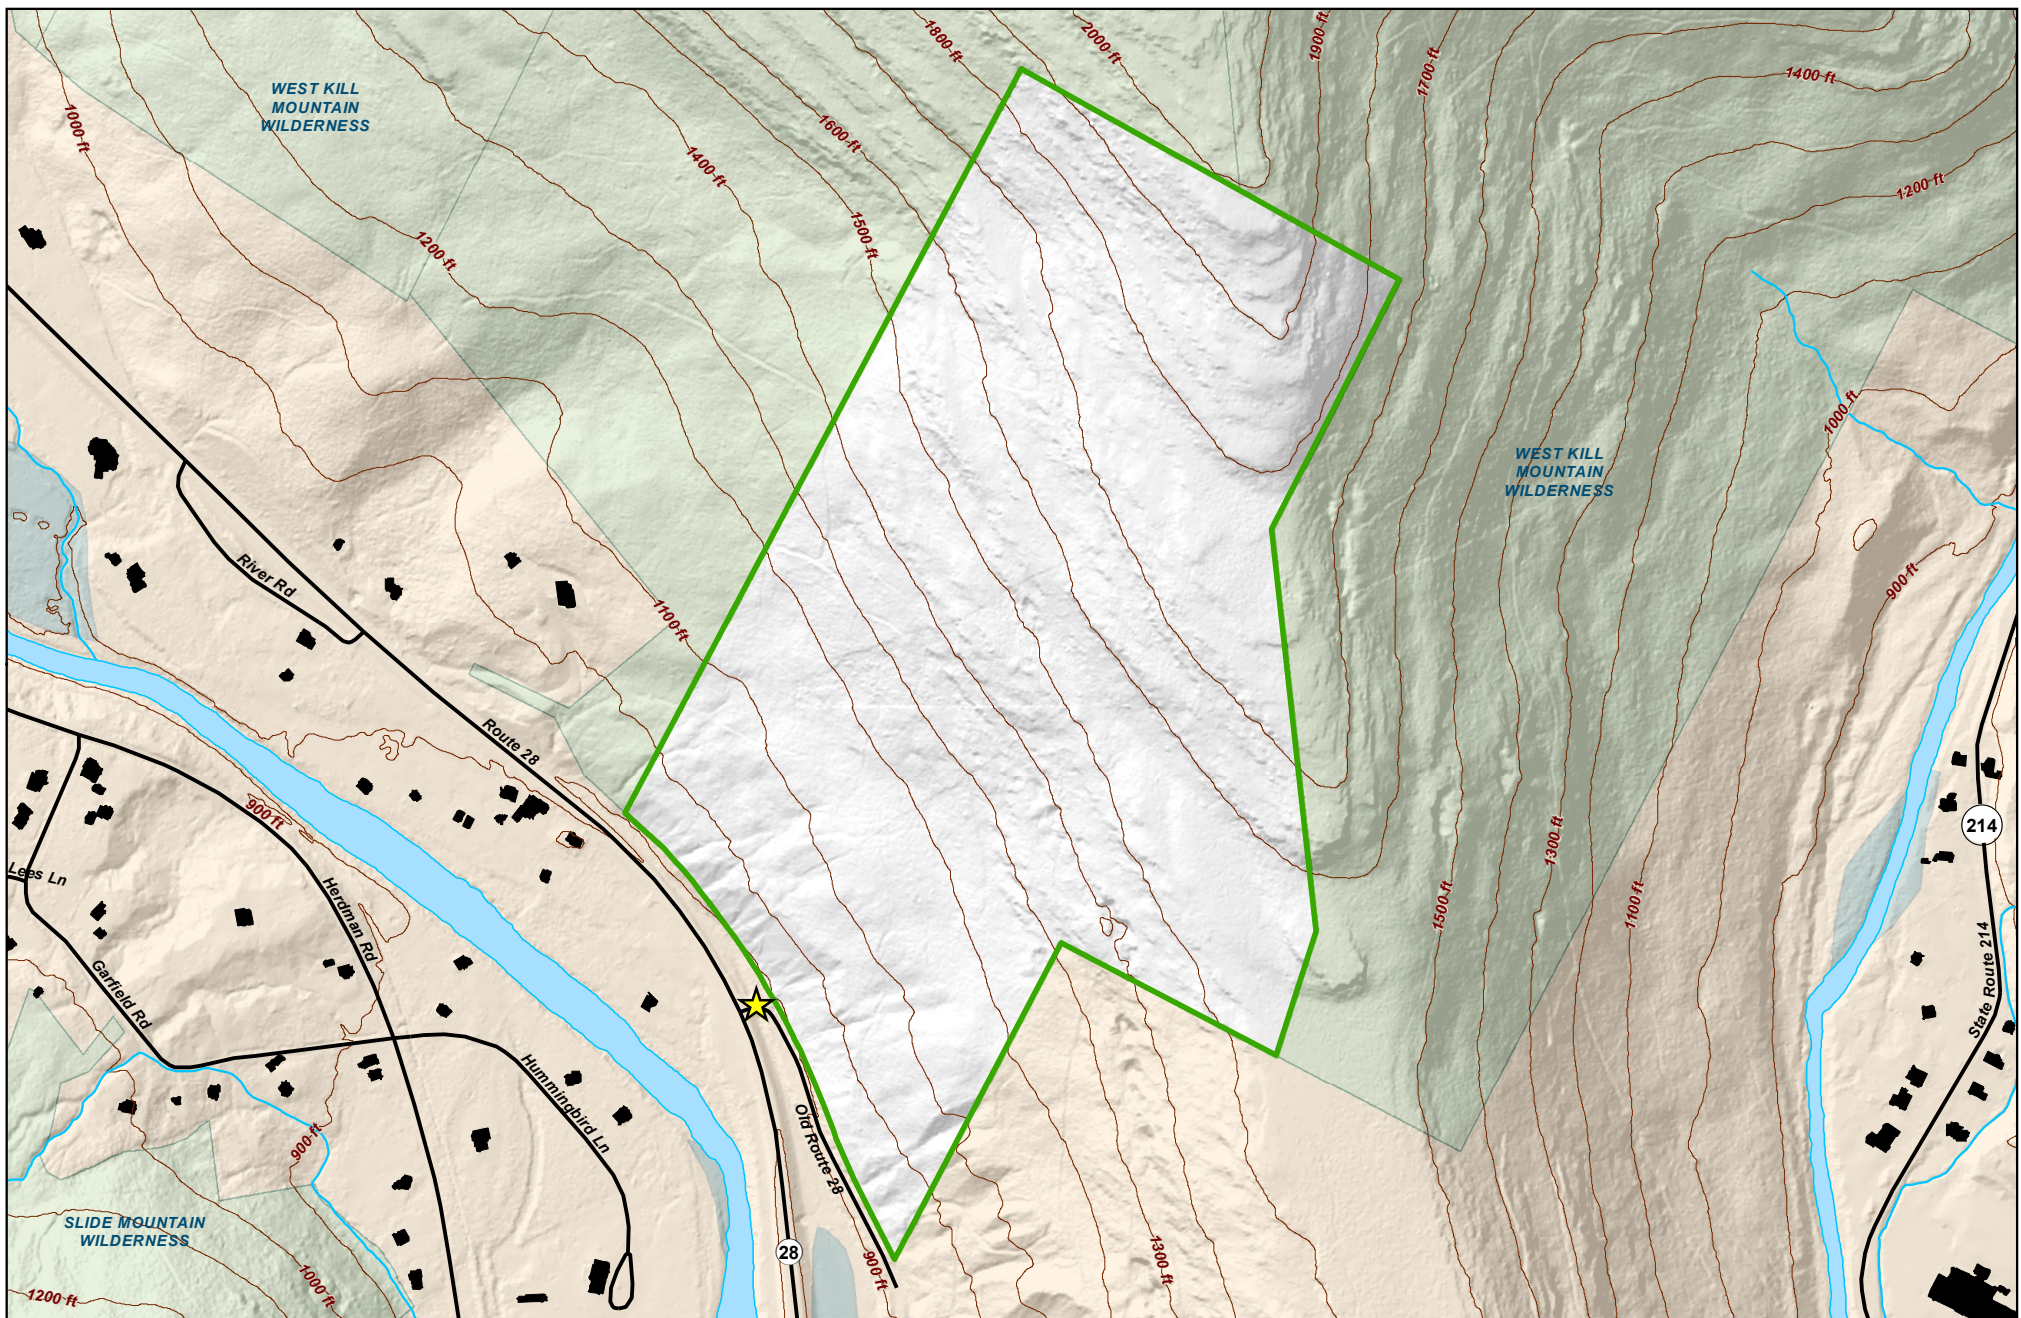 1800 ft
2000 ft
1900 ft
1700 ft
1400 ft
WEST KILL
MOUNTAIN
WILDERNESS
1000 ft
1600 ft
1400 ft
1200 ft
1500 ft
1200 ft
1000 ft
WEST KILL
MOUNTAIN
WILDERNESS
River Rd
1100 ft
900 ft
Route 28
900 ft
214
1300 ft
Lees Ln
Herdman Rd
1500 ft
1100 ft
Garfield Rd
State Route 214
Hummingbird Ln
900 ft
Old Route 28
SLIDE MOUNTAIN
WILDERNESS
28
900 ft
1300 ft
1000 ft
1200 ft